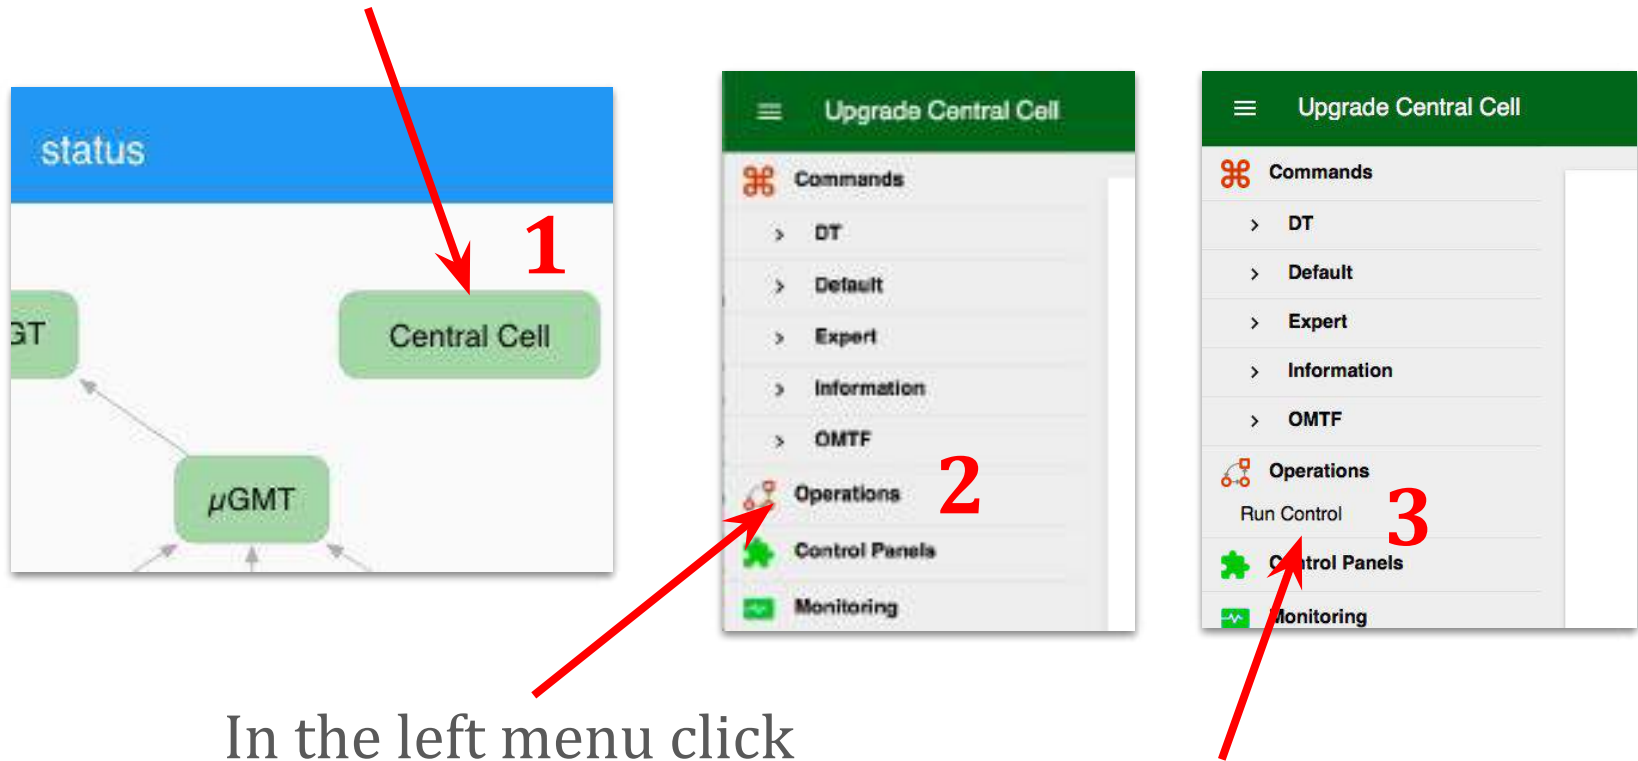 status
1
GT
Central Cell
μGMT
Upgrade Central Cell
Commands
DT
Default
Expert
Information
OMTF
Operations
2
Control Panels
Monitoring
Upgrade Central Cell
Commands
DT
Default
Expert
Information
OMTF
Operations
Run Control
3
Control Panels
Monitoring
In the left menu click